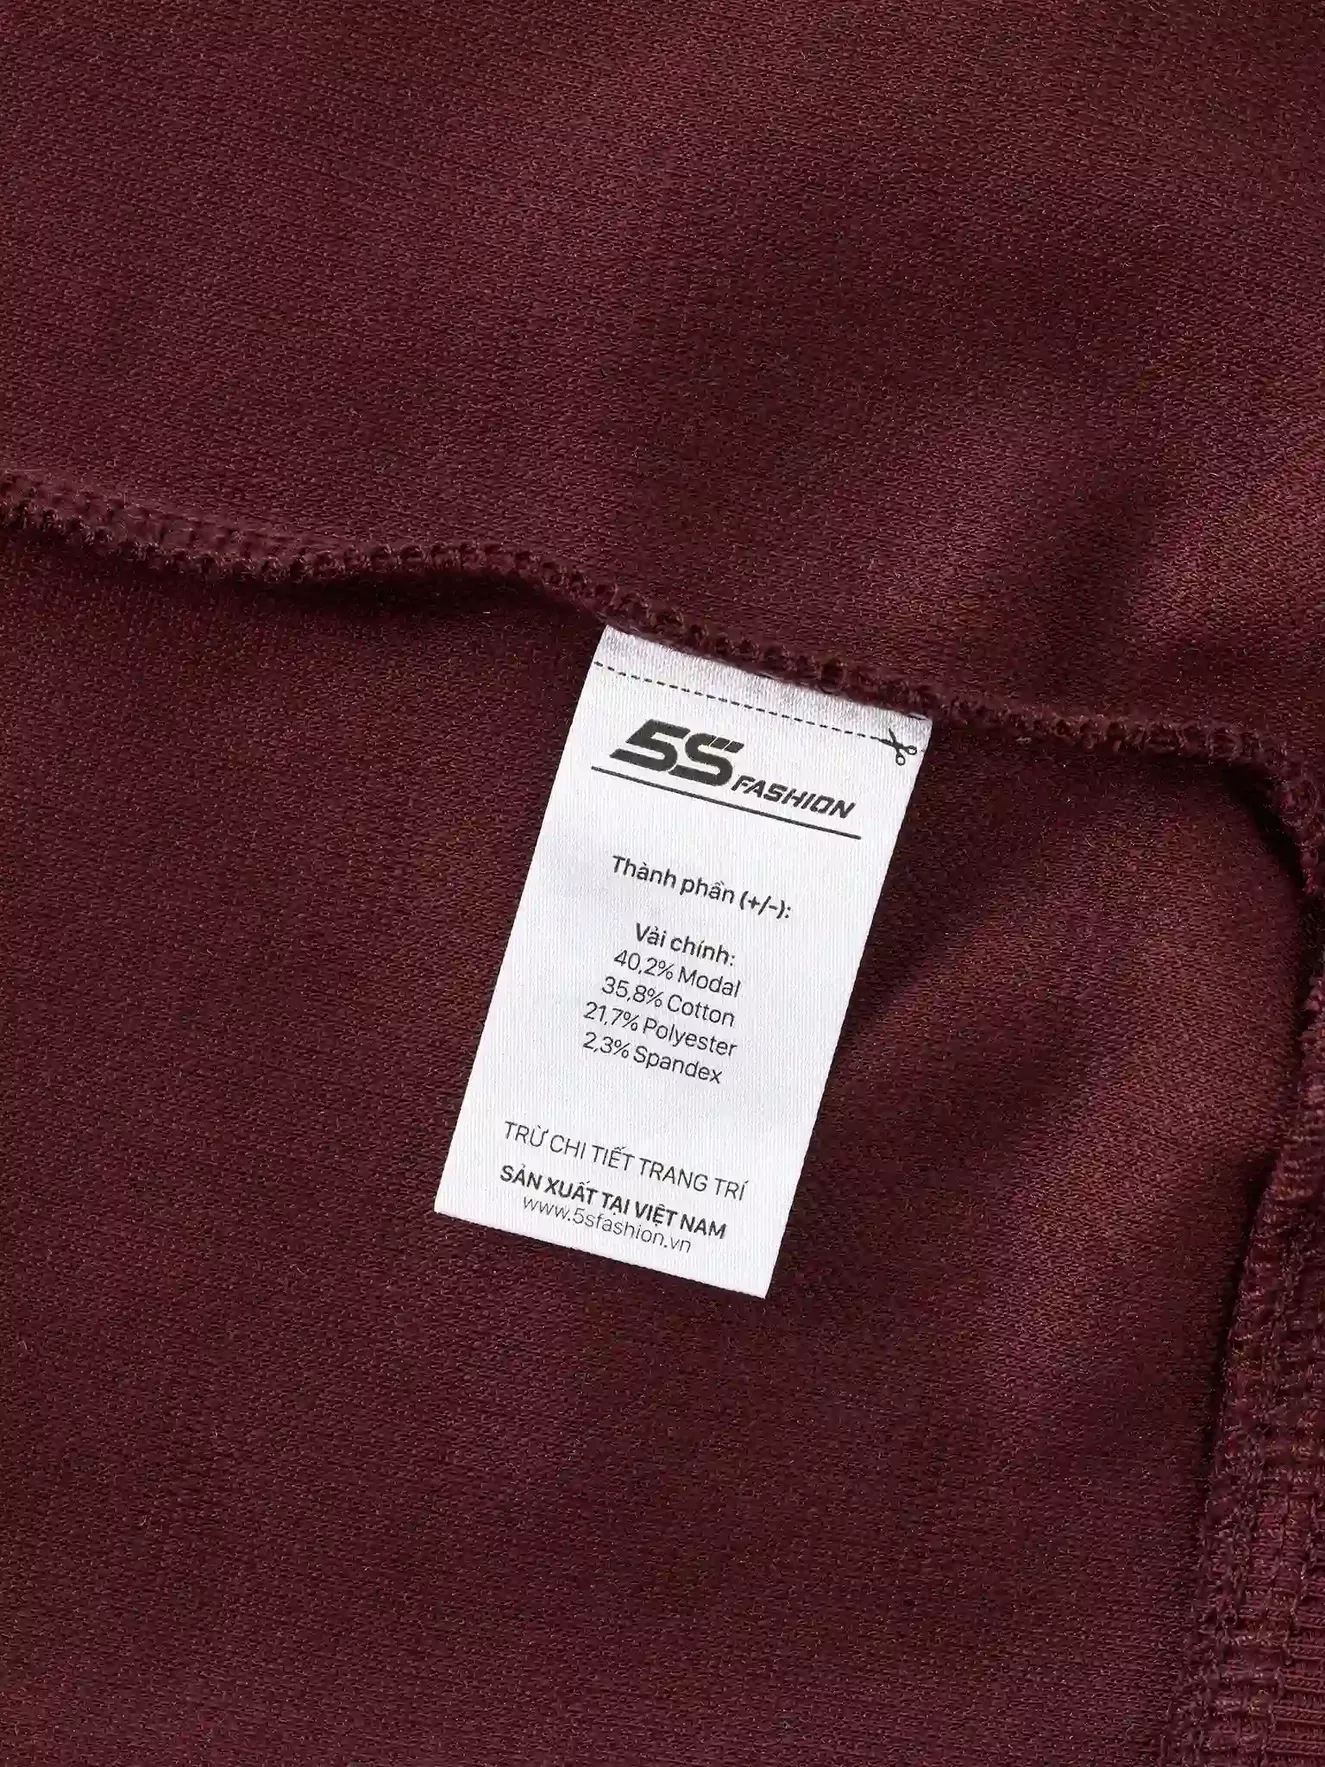 5S FASHION
Thành phần (+/-):
Vải chính:
40,2% Modal
35,8% Cotton
21,7% Polyester
2,3% Spandex
TRỪ CHI TIẾT TRANG TRÍ
SẢN XUẤT TẠI VIỆT NAM
www.5sfashion.vn